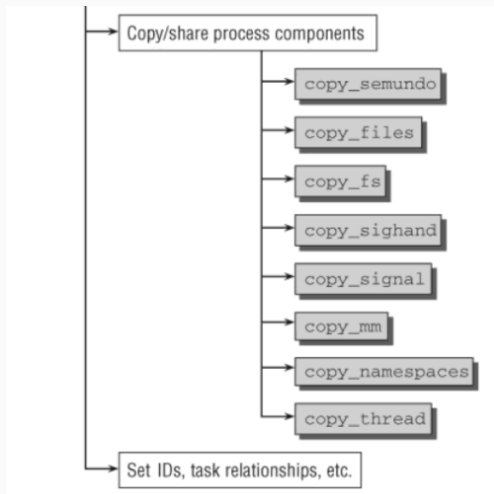 Copy/share process components
copy_semundo
copy_files
copy_fs
copy_sighand
copy_signal
copy_mm
copy_namespaces
copy_thread
Set IDs, task relationships, etc.